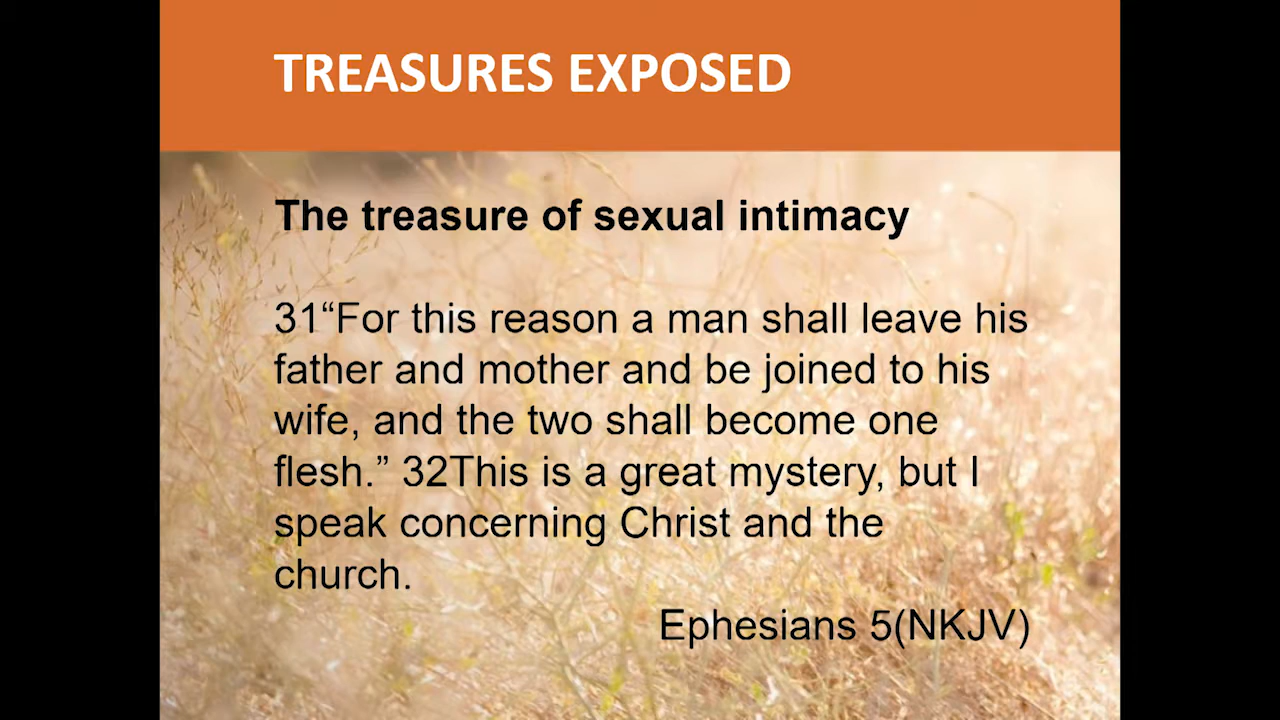 TREASURES EXPOSED
The treasure of sexual intimacy
31“For this reason a man shall leave his
father and mother and be joined to his
wife, and the two shall become one
flesh.” 32This is a great mystery, but I
speak concerning Christ and the
church.
Ephesians 5(NKJV)